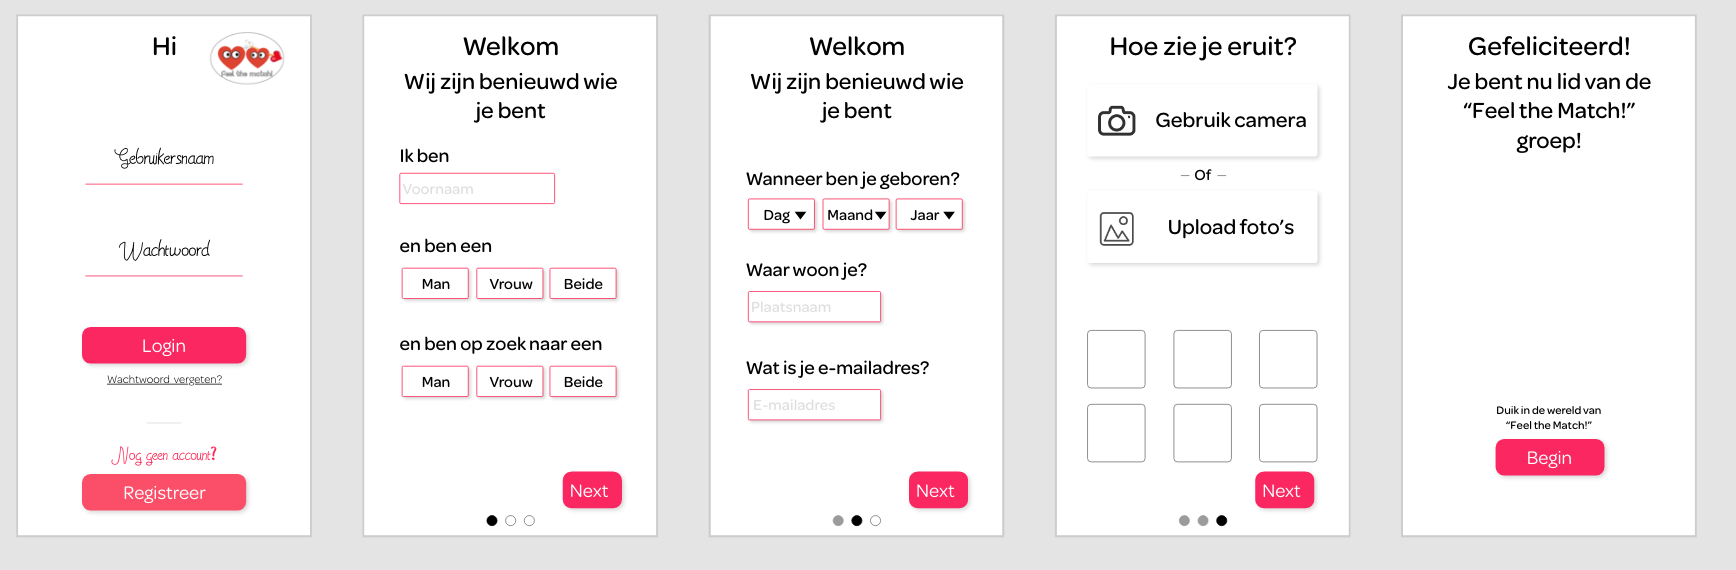 Hi
Feel the match!
Gebruikersnaam
Wachtwoord
Login
Wachtwoord vergeten?
Nog geen account?
Registreer
Welkom
Wij zijn benieuwd wie
je bent
Ik ben
Voornaam
en ben een
Man Vrouw Beide
en ben op zoek naar een
Man Vrouw Beide
Next
Welkom
Wij zijn benieuwd wie
je bent
Wanneer ben je geboren?
Dag Maand Jaar
Waar woon je?
Plaatsnaam
Wat is je e-mailadres?
E-mailadres
Next
Hoe zie je eruit?
Gebruik camera
– Of –
Upload foto’s
Next
Gefeliciteerd!
Je bent nu lid van de
“Feel the Match!”
groep!
Duik in de wereld van
“Feel the Match!”
Begin